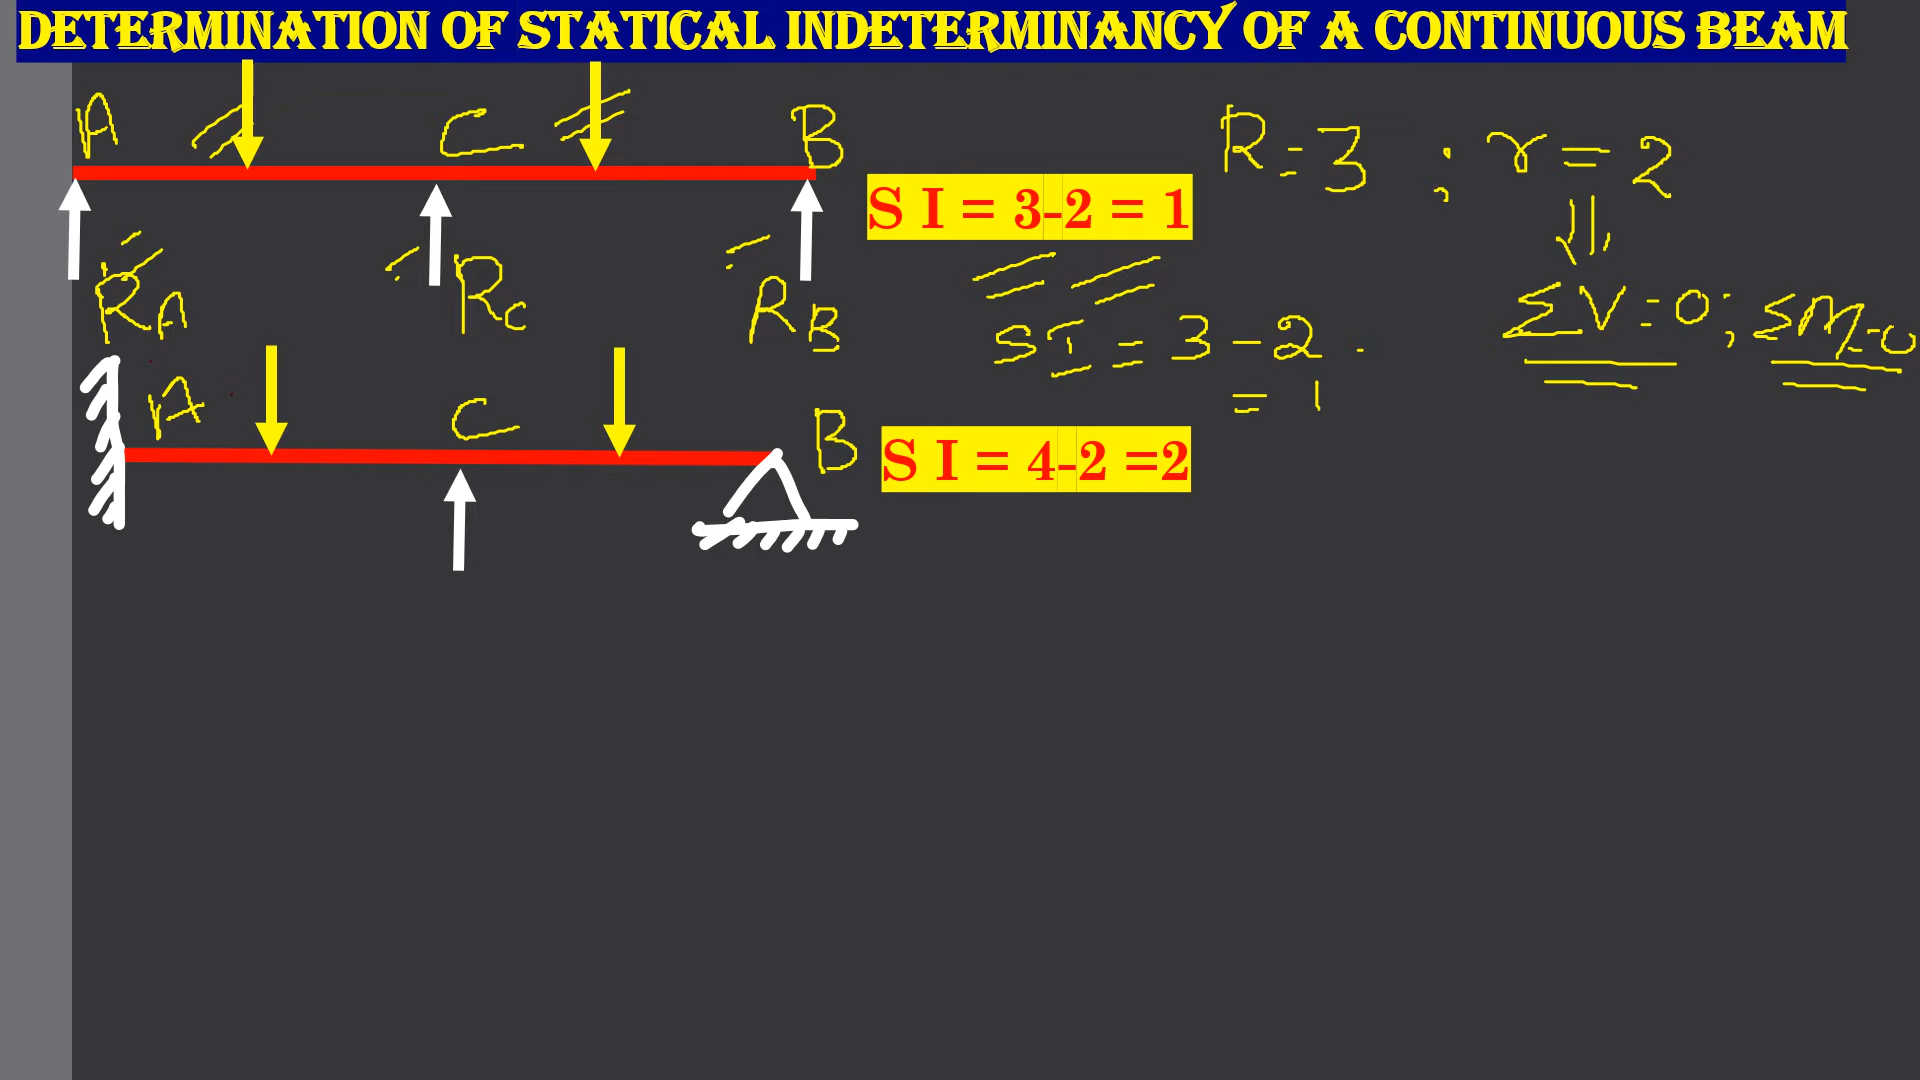 DETERMINATION OF STATICAL INDETERMINANCY OF A CONTINUOUS BEAM
A C B
R = 3 ; r = 2
S I = 3-2 = 1
RA RC RB
ΣV = 0 ; ΣM = 0
SI = 3 - 2
= 1
A C B
S I = 4-2 =2